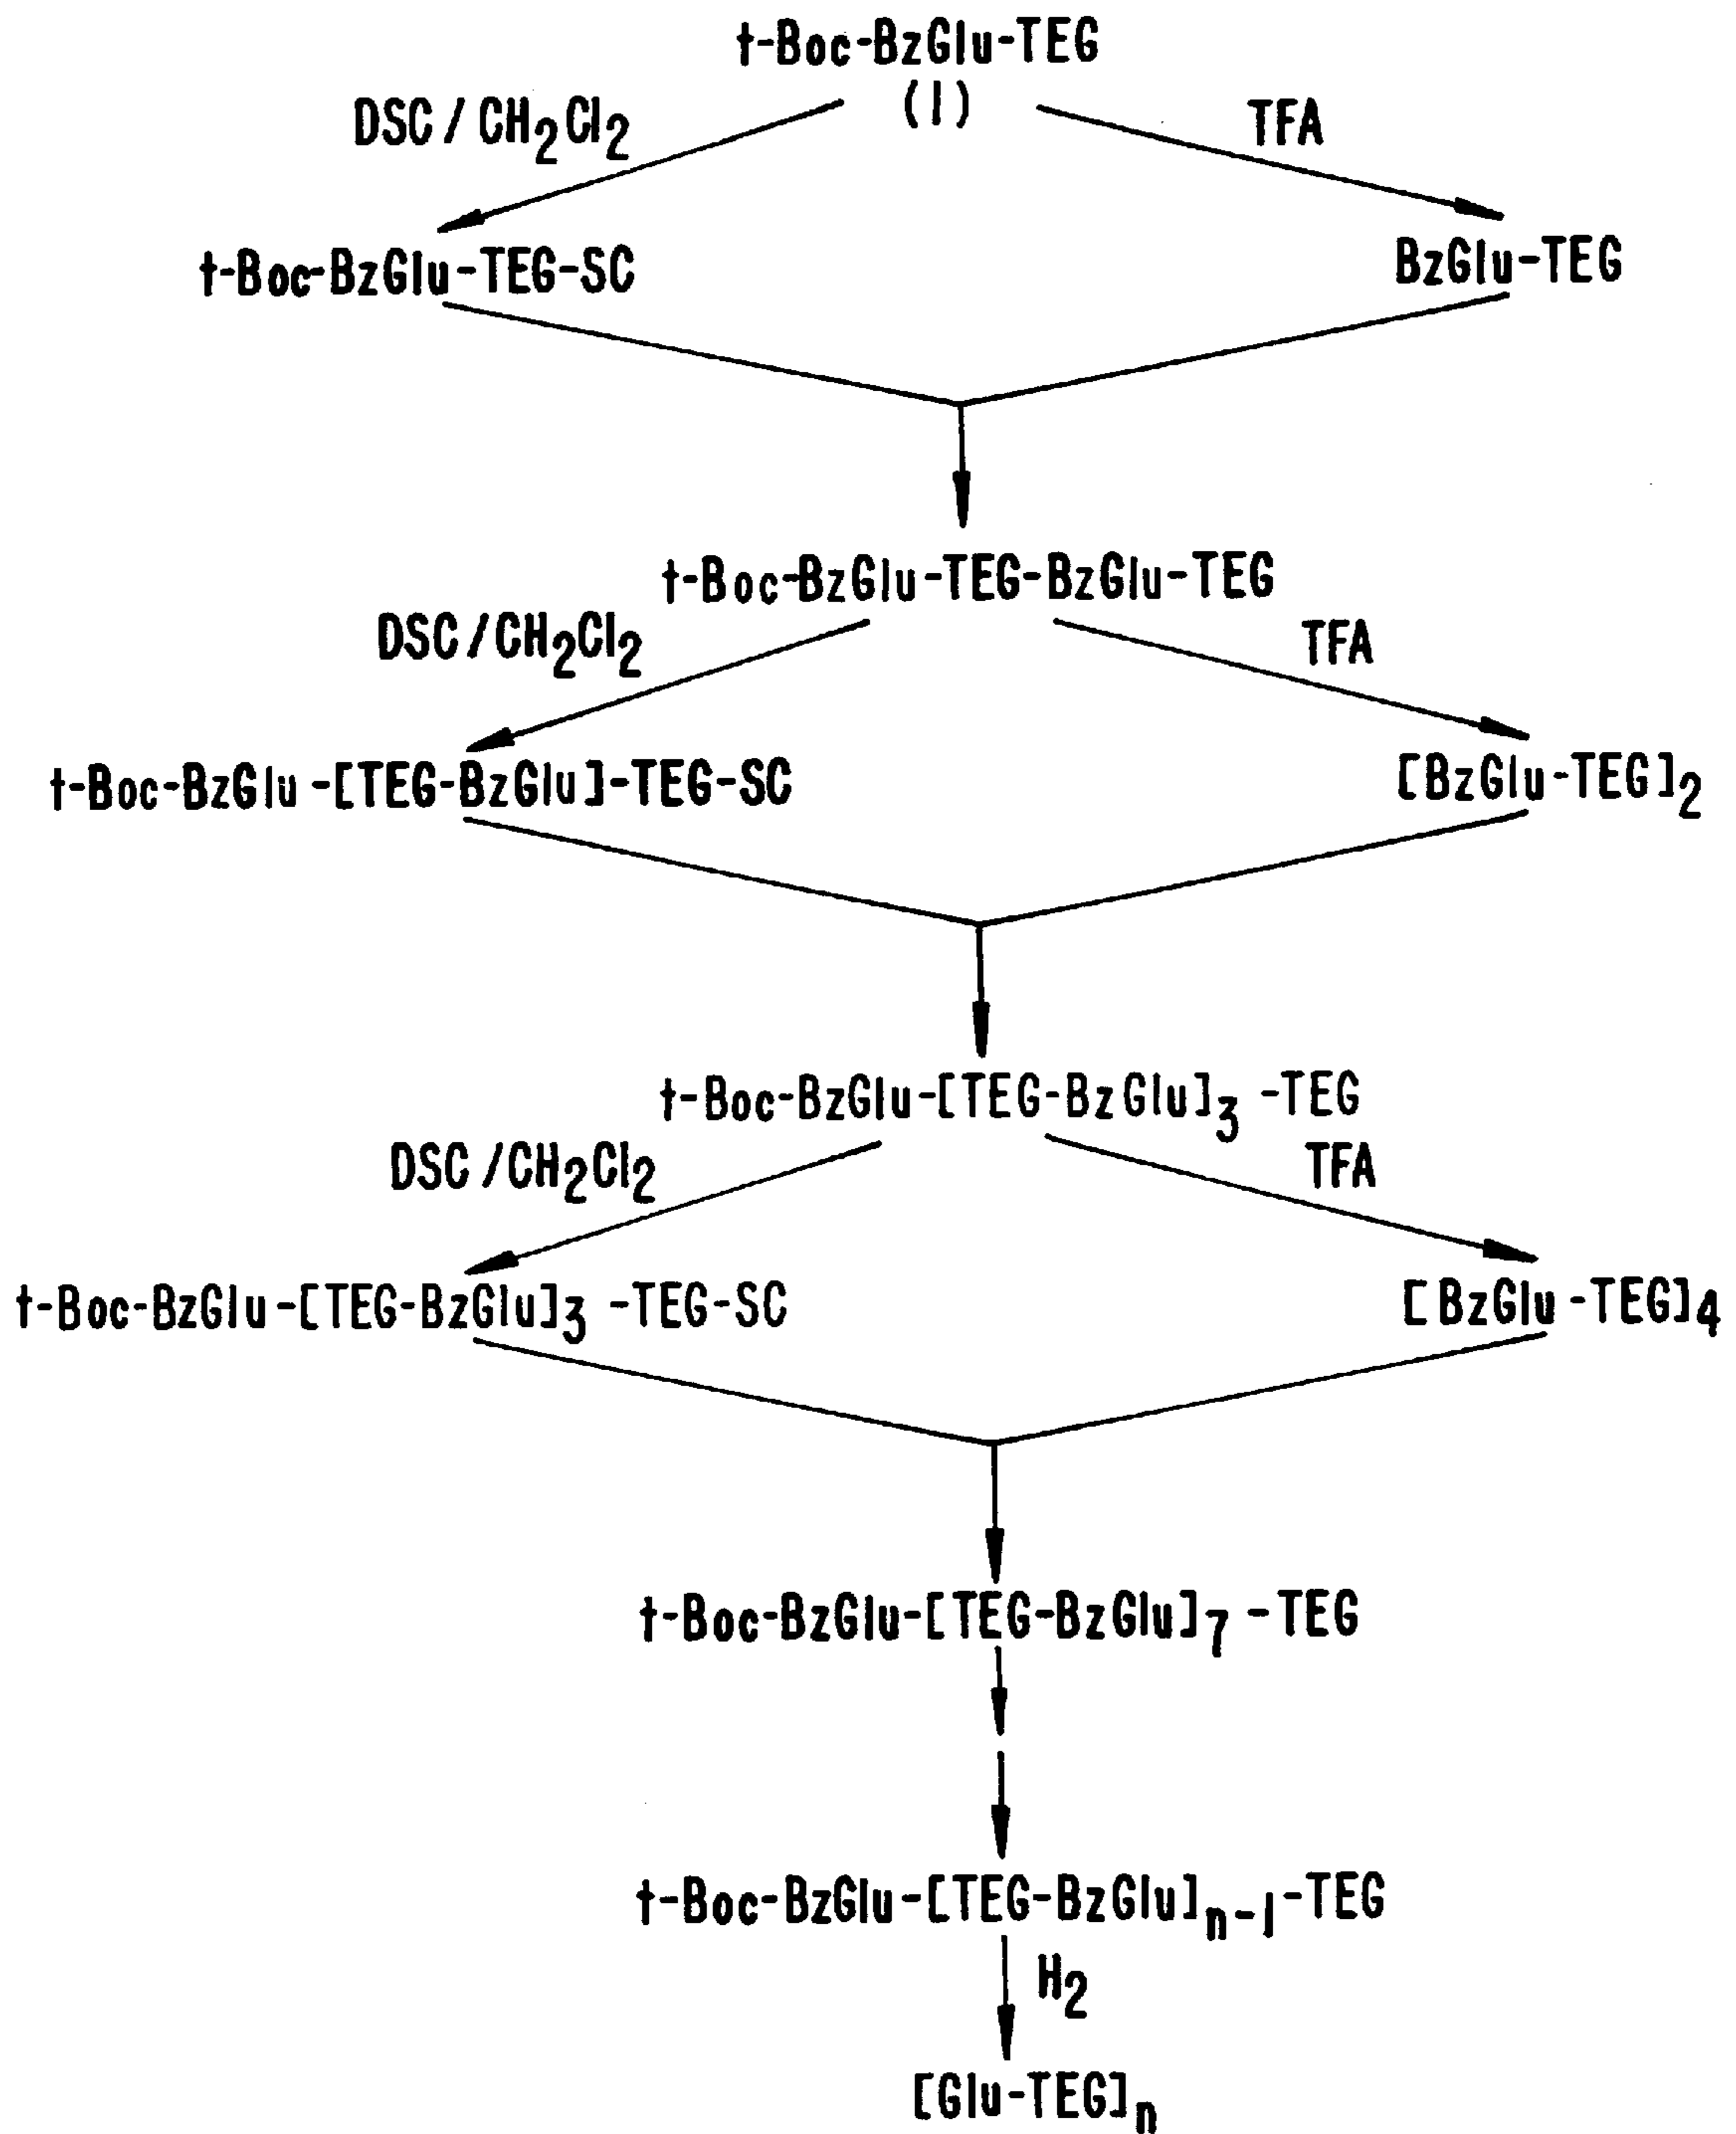 t-Boc-BzGlu-TEG
(I)
DSC / CH2Cl2
TFA
t-Boc-BzGlu-TEG-SC
BzGlu-TEG
t-Boc-BzGlu-TEG-BzGlu-TEG
DSC/CH2Cl2
TFA
t-Boc-BzGlu-[TEG-BzGlu]-TEG-SC
[BzGlu-TEG]2
t-Boc-BzGlu-[TEG-BzGlu]3-TEG
DSC/CH2Cl2
TFA
t-Boc-BzGlu-[TEG-BzGlu]3-TEG-SC
[BzGlu-TEG]4
t-Boc-BzGlu-[TEG-BzGlu]7-TEG
t-Boc-BzGlu-[TEG-BzGlu]n-1-TEG
H2
[Glu-TEG]n